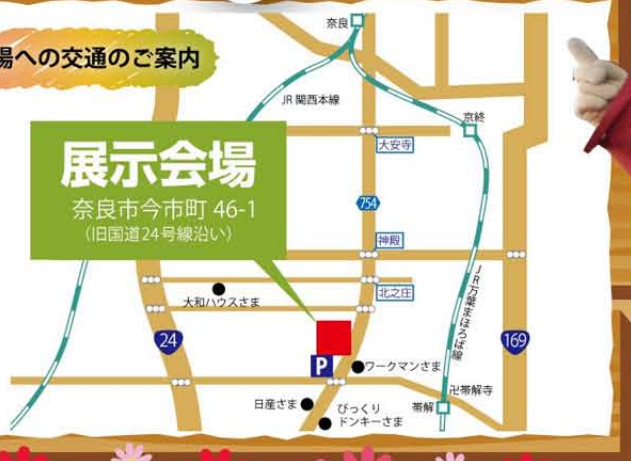 場への交通のご案内
奈良
JR関西本線
京終
大安寺
展示会場
奈良市今市町 46-1
（旧国道24号線沿い）
754
神殿
北之庄
大和ハウスさま
JR万葉まほろば線
24
169
P
ワークマンさま
卍帯解寺
帯解
日産さま
びっくり
ドンキーさま